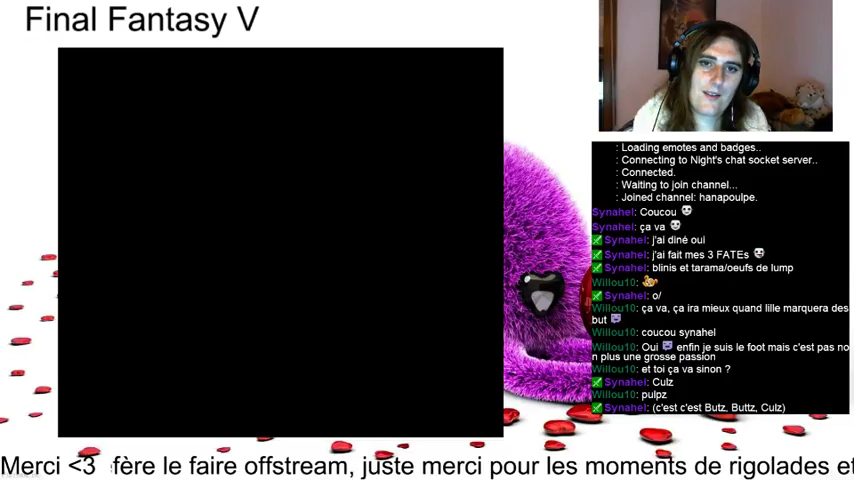 Final Fantasy V
: Loading emotes and badges..
: Connecting to Night's chat socket server..
: Connected.
: Waiting to join channel...
: Joined channel: hanapoulpe.
Synahel: Coucou
Synahel: ça va
Synahel: j'ai diné oui
Synahel: j'ai fait mes 3 FATEs
Synahel: blinis et tarama/oeufs de lump
Willou10:
Synahel: o/
Willou10: ça va, ça ira mieux quand lille marquera des
but
Willou10: coucou synahel
Willou10: Oui enfin je suis le foot mais c'est pas no
n plus une grosse passion
Willou10: et toi ça va sinon ?
Synahel: Culz
Willou10: pulpz
Synahel: (c'est c'est Butz, Buttz, Culz)
Merci <3 fère le faire offstream, juste merci pour les moments de rigolades et